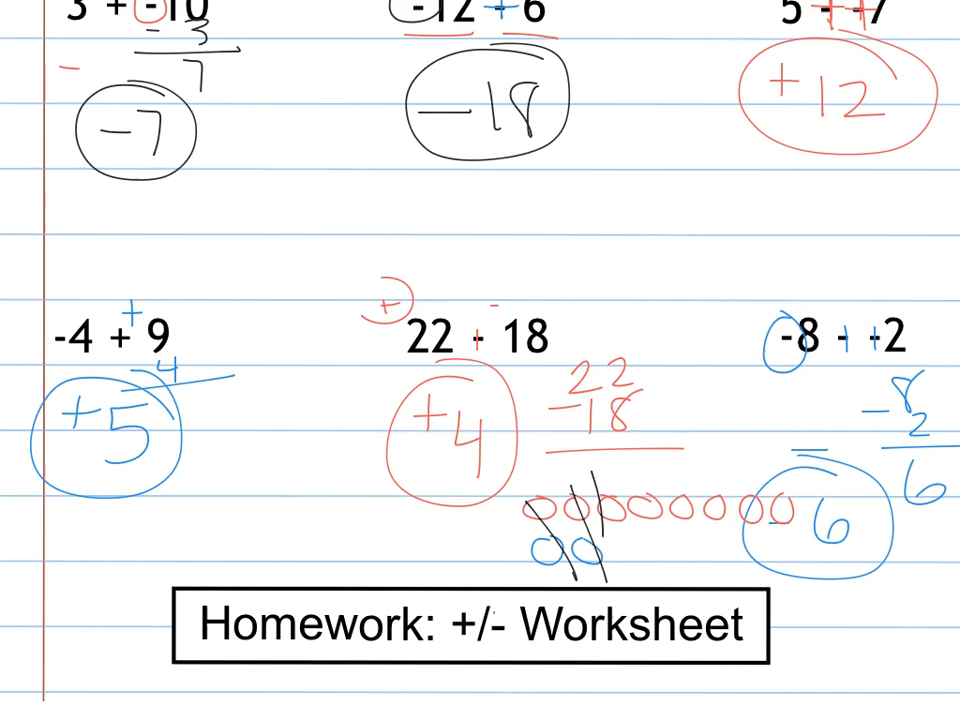 3 + -10 -12 + 6 5 - -7
- 3
- 7 -18 +12
-7
+ + -
-4 + 9 22 - 18 -8 - -2
4 22 8
+5 +4 -18 - 2
- 6 6
Homework: +/- Worksheet